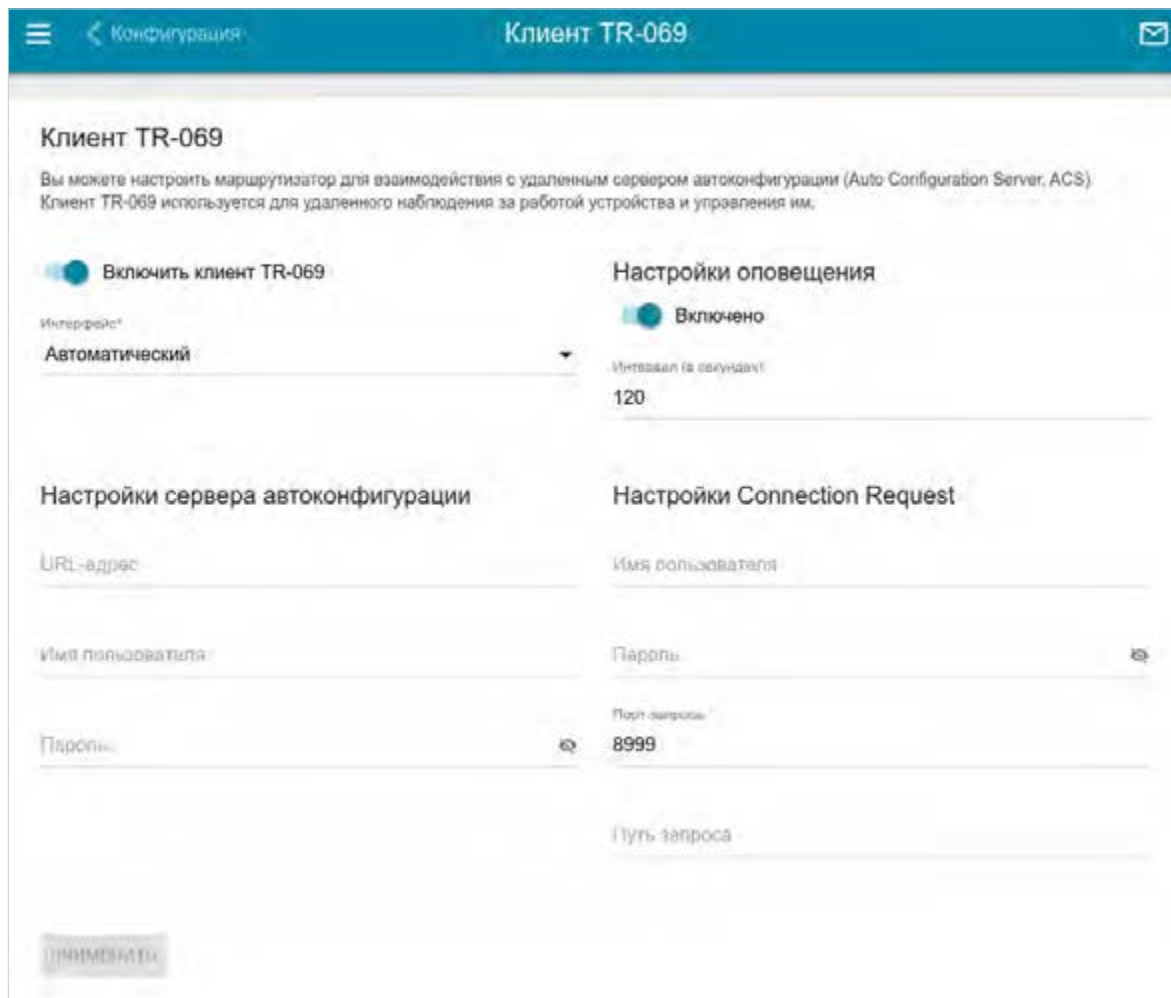 Конфигурация
Клиент TR-069
Клиент TR-069
Вы можете настроить маршрутизатор для взаимодействия с удаленным сервером автоконфигурации (Auto Configuration Server, ACS).
Клиент TR-069 используется для удаленного наблюдения за работой устройства и управления им.
Включить клиент TR-069
Интерфейс*
Автоматический
Настройки оповещения
Включено
Интервал (в секундах)
120
Настройки сервера автоконфигурации
URL-адрес
Имя пользователя
Пароль
Настройки Connection Request
Имя пользователя
Пароль
Порт запроса
8999
Путь запроса
ПРИМЕНИТЬ